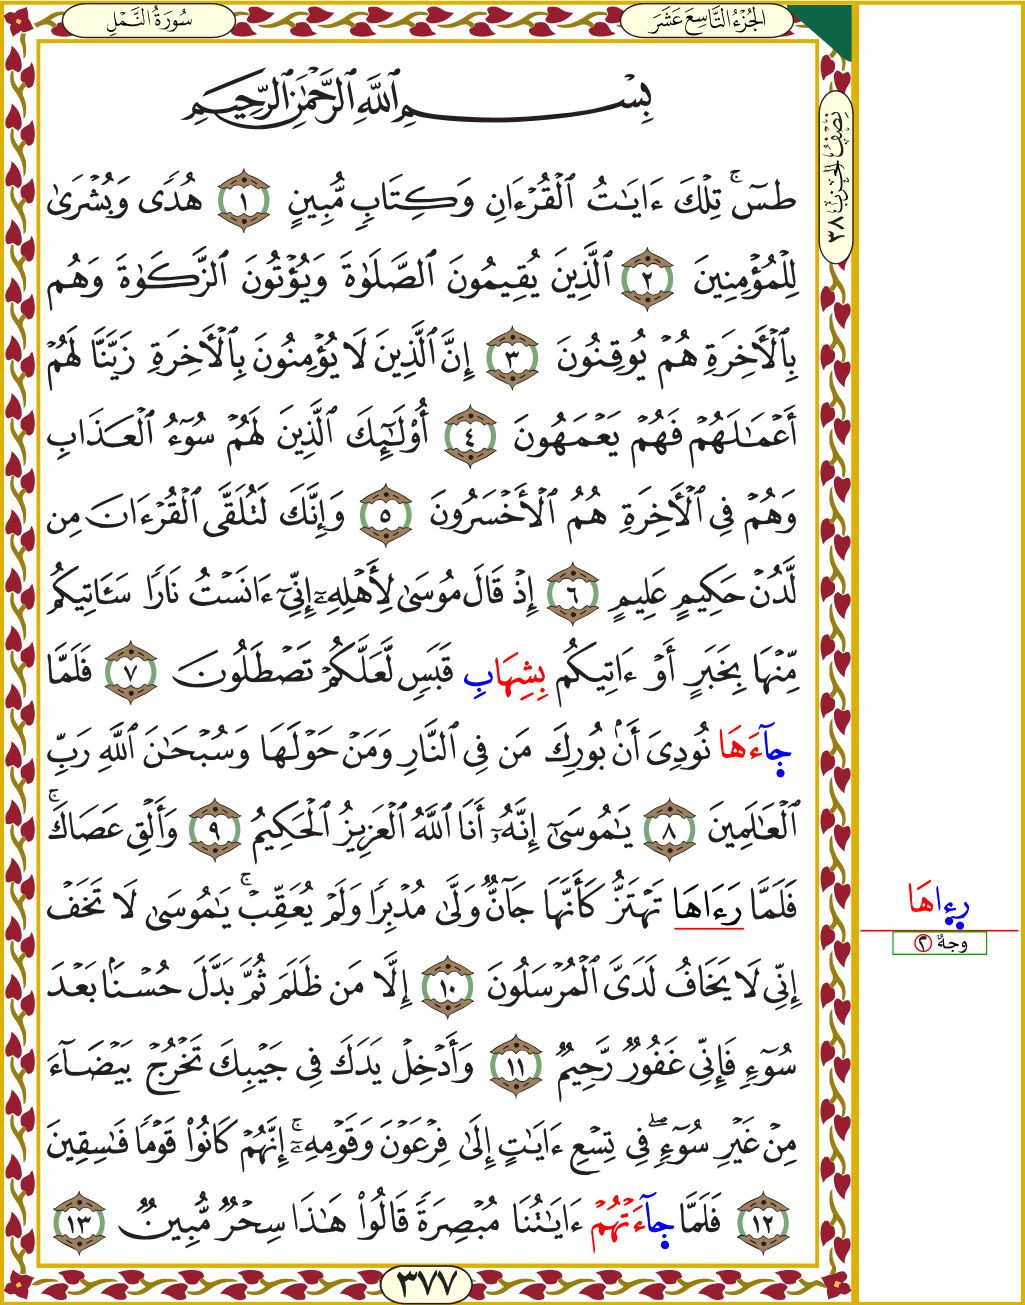 سُورَةُ النَّمْلِ
الجُزْءُ التَّاسِعَ عَشَرَ
نِصْفُ الحِزْبِ ٣٨
بِسْمِ ٱللَّهِ ٱلرَّحْمَٰنِ ٱلرَّحِيمِ
طسٓ ۚ تِلْكَ ءَايَٰتُ ٱلْقُرْءَانِ وَكِتَابٍ مُّبِينٍ ١ هُدًى وَبُشْرَىٰ
لِلْمُؤْمِنِينَ ٢ ٱلَّذِينَ يُقِيمُونَ ٱلصَّلَوٰةَ وَيُؤْتُونَ ٱلزَّكَوٰةَ وَهُم
بِٱلْأَخِرَةِ هُمْ يُوقِنُونَ ٣ إِنَّ ٱلَّذِينَ لَا يُؤْمِنُونَ بِٱلْأَخِرَةِ زَيَّنَّا لَهُمْ
أَعْمَٰلَهُمْ فَهُمْ يَعْمَهُونَ ٤ أُوْلَٰٓئِكَ ٱلَّذِينَ لَهُمْ سُوٓءُ ٱلْعَذَابِ
وَهُمْ فِي ٱلْأَخِرَةِ هُمُ ٱلْأَخْسَرُونَ ٥ وَإِنَّكَ لَتُلَقَّى ٱلْقُرْءَانَ مِن
لَّدُنْ حَكِيمٍ عَلِيمٍ ٦ إِذْ قَالَ مُوسَىٰ لِأَهْلِهِۦٓ إِنِّيٓ ءَانَسْتُ نَارًا سَـَٔاتِيكُم
مِّنْهَا بِخَبَرٍ أَوْ ءَاتِيكُم بِشِهَابِ قَبَسٍ لَّعَلَّكُمْ تَصْطَلُونَ ٧ فَلَمَّا
جَآءَهَا نُودِىَ أَنۢ بُورِكَ مَن فِي ٱلنَّارِ وَمَنْ حَوْلَهَا وَسُبْحَٰنَ ٱللَّهِ رَبِّ
ٱلْعَٰلَمِينَ ٨ يَٰمُوسَىٰٓ إِنَّهُۥٓ أَنَا ٱللَّهُ ٱلْعَزِيزُ ٱلْحَكِيمُ ٩ وَأَلْقِ عَصَاكَ ۚ
فَلَمَّا رَءَاهَا تَهْتَزُّ كَأَنَّهَا جَآنٌّ وَلَّىٰ مُدْبِرًا وَلَمْ يُعَقِّبْ ۚ يَٰمُوسَىٰ لَا تَخَفْ
رِءِاهَا
وجهٌ ٢
إِنِّي لَا يَخَافُ لَدَىَّ ٱلْمُرْسَلُونَ ١٠ إِلَّا مَن ظَلَمَ ثُمَّ بَدَّلَ حُسْنًۢا بَعْدَ
سُوٓءٍ فَإِنِّي غَفُورٌ رَّحِيمٌ ١١ وَأَدْخِلْ يَدَكَ فِي جَيْبِكَ تَخْرُجْ بَيْضَآءَ
مِنْ غَيْرِ سُوٓءٍ ۖ فِي تِسْعِ ءَايَٰتٍ إِلَىٰ فِرْعَوْنَ وَقَوْمِهِۦٓ ۚ إِنَّهُمْ كَانُوا۟ قَوْمًا فَٰسِقِينَ
١٢ فَلَمَّا جَآءَتْهُمْ ءَايَٰتُنَا مُبْصِرَةً قَالُوا۟ هَٰذَا سِحْرٌ مُّبِينٌ ١٣
٣٧٧